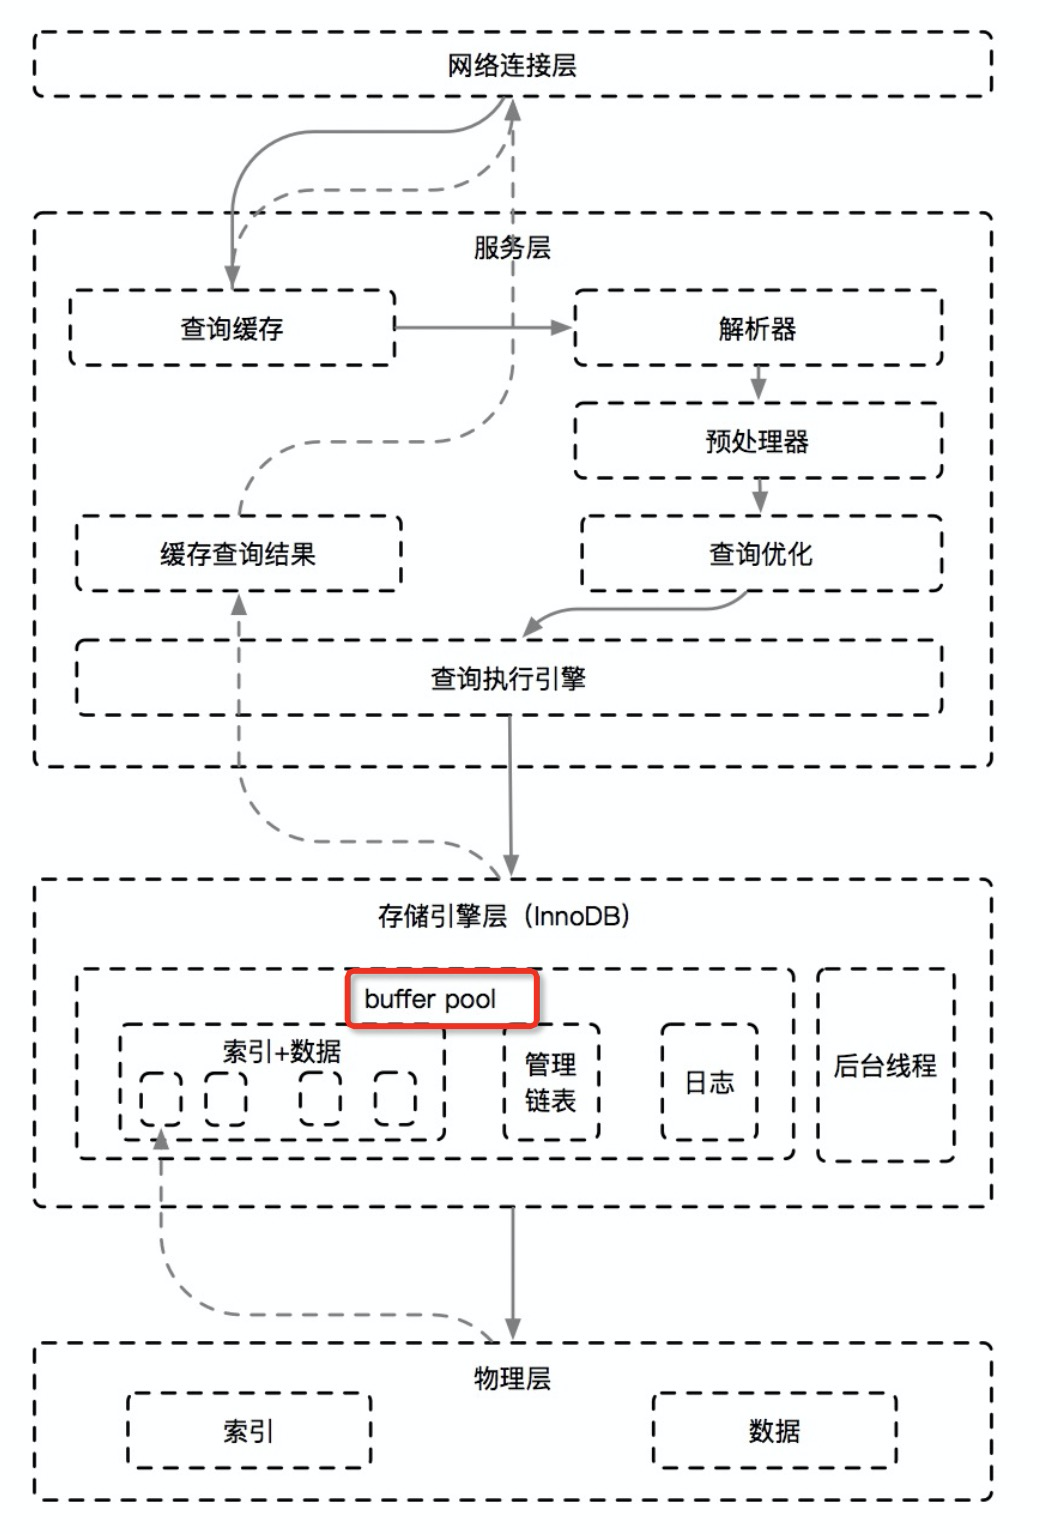 网络连接层
服务层
查询缓存
解析器
预处理器
缓存查询结果
查询优化
查询执行引擎
存储引擎层（InnoDB）
buffer pool
索引+数据
管理
链表
日志
后台线程
物理层
索引
数据